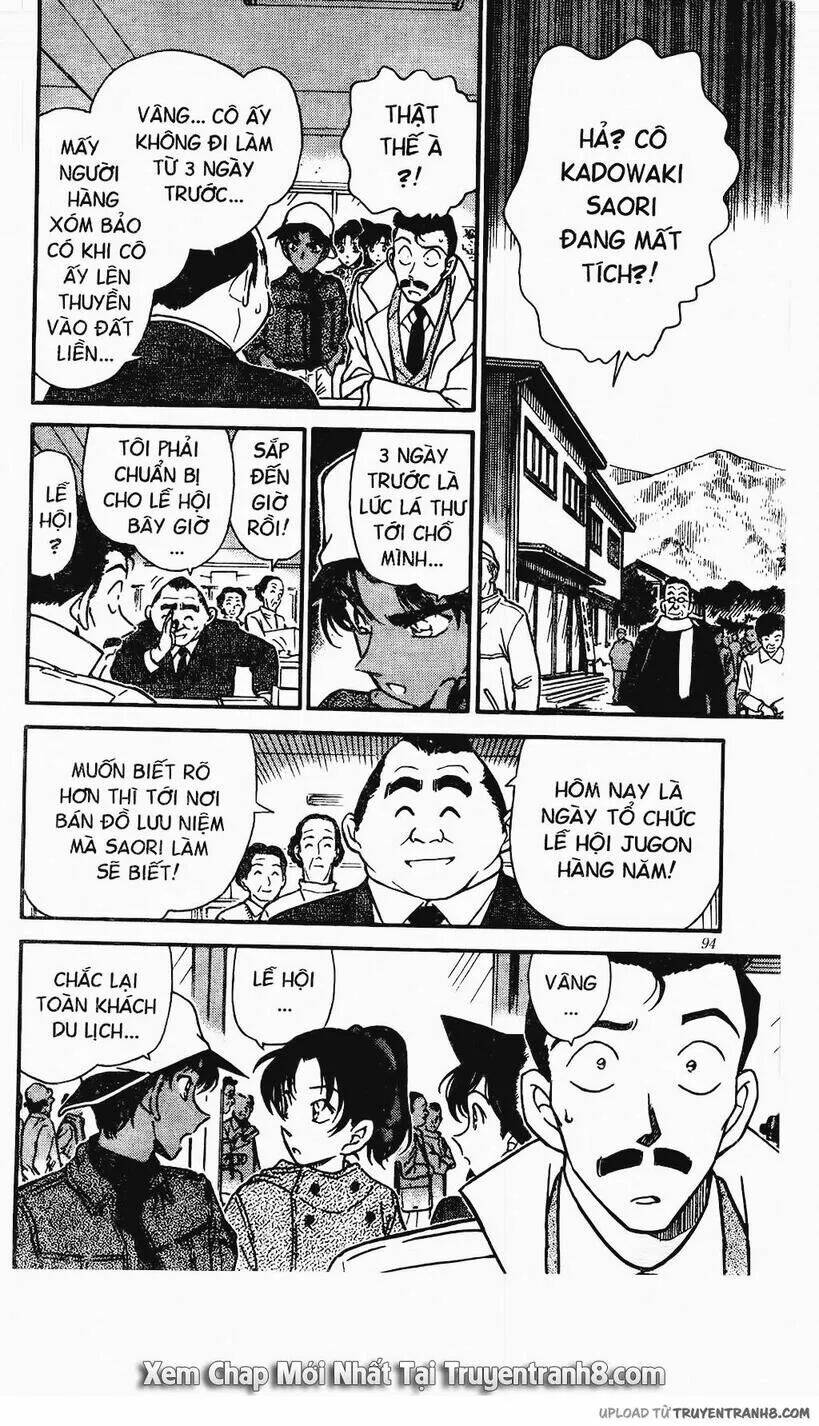 HẢ? CÔ
KADOWAKI
SAORI
ĐANG MẤT
TÍCH?!
THẬT
THẾ À
?!
VÂNG... CÔ ẤY
KHÔNG ĐI LÀM
TỪ 3 NGÀY
TRƯỚC...
MẤY
NGƯỜI
HÀNG
XÓM BẢO
CÓ KHI CÔ
ẤY LÊN
THUYỀN
VÀO ĐẤT
LIỀN...
3 NGÀY
TRƯỚC LÀ
LÚC LÁ THƯ
TỚI CHỖ
MÌNH...
SẮP
ĐẾN
GIỜ
RỒI!
TÔI PHẢI
CHUẨN BỊ
CHO LỄ HỘI
BÂY GIỜ
...
LỄ
HỘI
?
HÔM NAY LÀ
NGÀY TỔ CHỨC
LỄ HỘI JUGON
HÀNG NĂM!
MUỐN BIẾT RÕ
HƠN THÌ TỚI NƠI
BÁN ĐỒ LƯU NIỆM
MÀ SAORI LÀM
SẼ BIẾT!
94
VÂNG
...
LỄ HỘI
...
CHẮC LẠI
TOÀN KHÁCH
DU LỊCH...
Xem Chap Mới Nhất Tại Truyentranh8.com
UPLOAD TỪ TRUYENTRANH8.COM